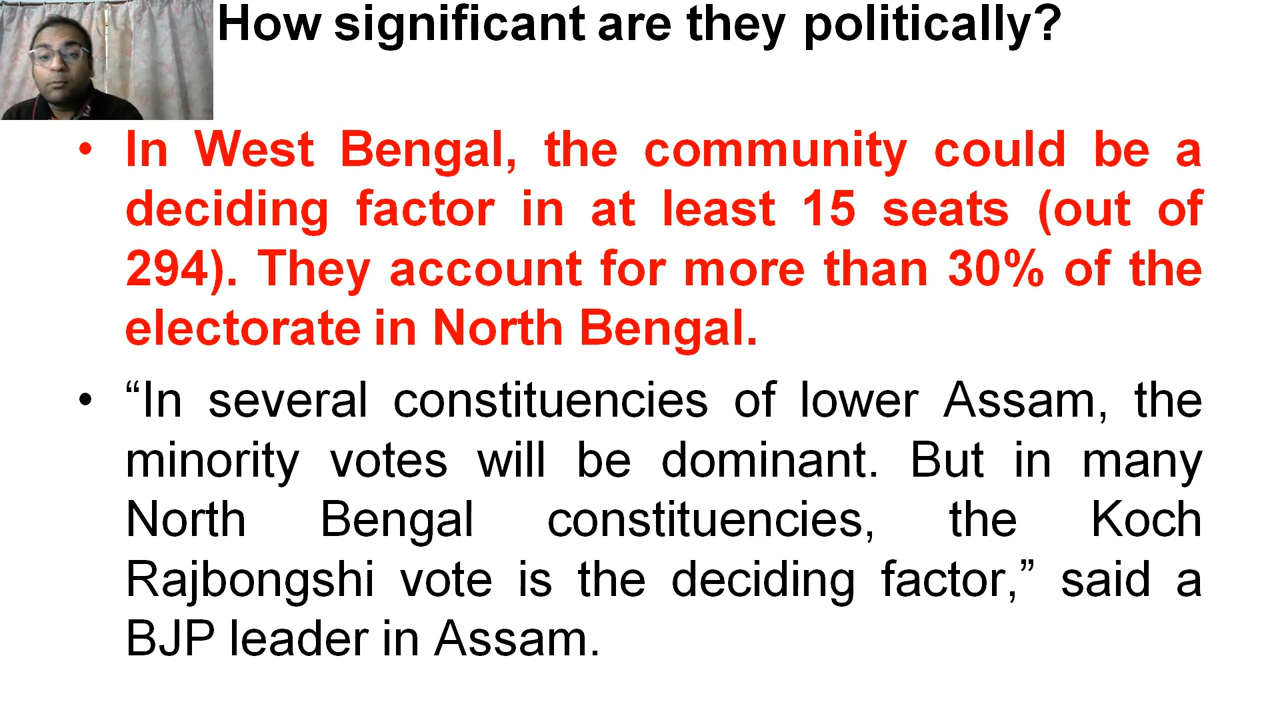 How significant are they politically?
• In West Bengal, the community could be a
deciding factor in at least 15 seats (out of
294). They account for more than 30% of the
electorate in North Bengal.
• “In several constituencies of lower Assam, the
minority votes will be dominant. But in many
North Bengal constituencies, the Koch
Rajbongshi vote is the deciding factor,” said a
BJP leader in Assam.